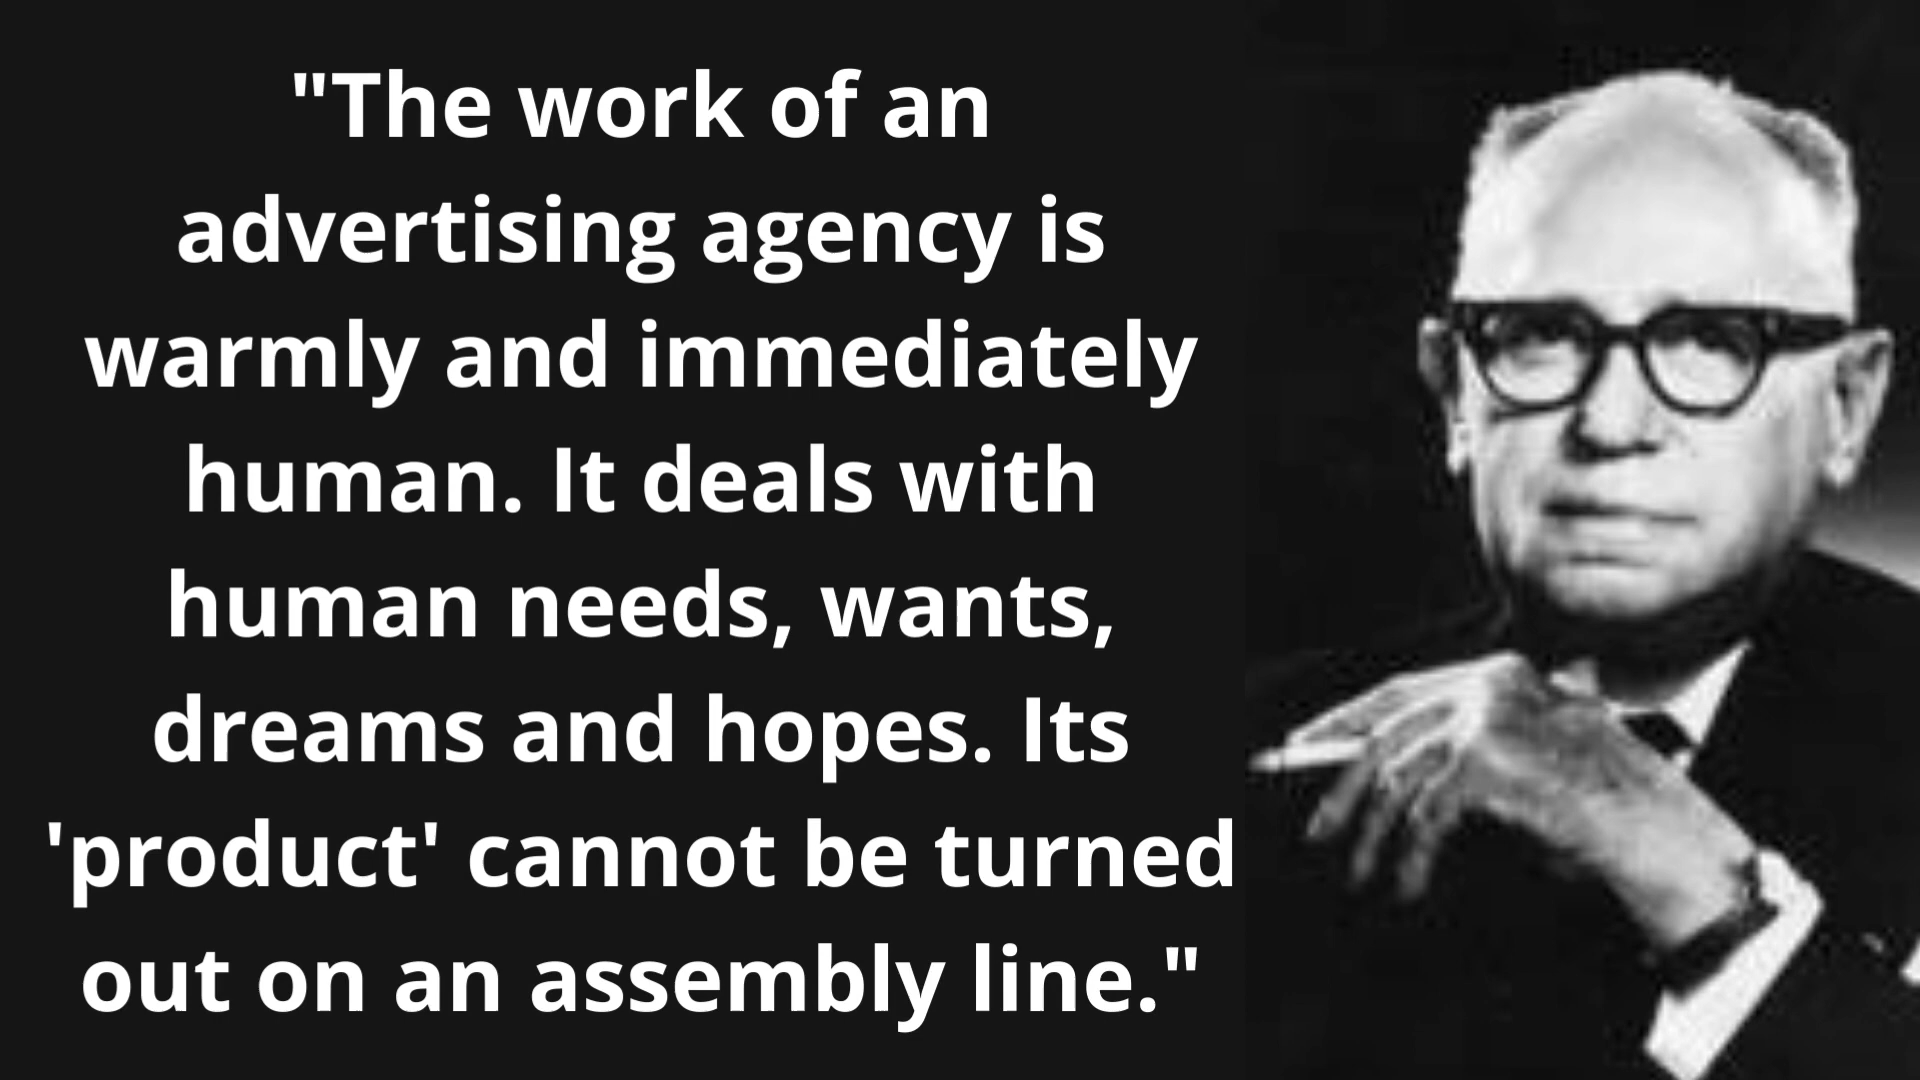 "The work of an
advertising agency is
warmly and immediately
human. It deals with
human needs, wants,
dreams and hopes. Its
'product' cannot be turned
out on an assembly line."